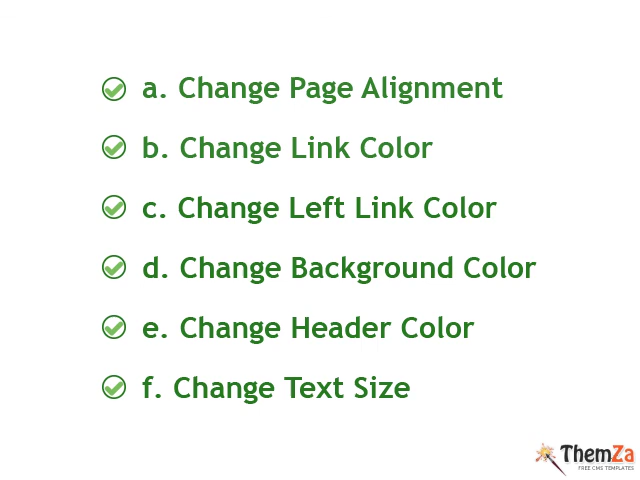 a. Change Page Alignment
b. Change Link Color
c. Change Left Link Color
d. Change Background Color
e. Change Header Color
f. Change Text Size
ThemZa
FREE CMS TEMPLATES